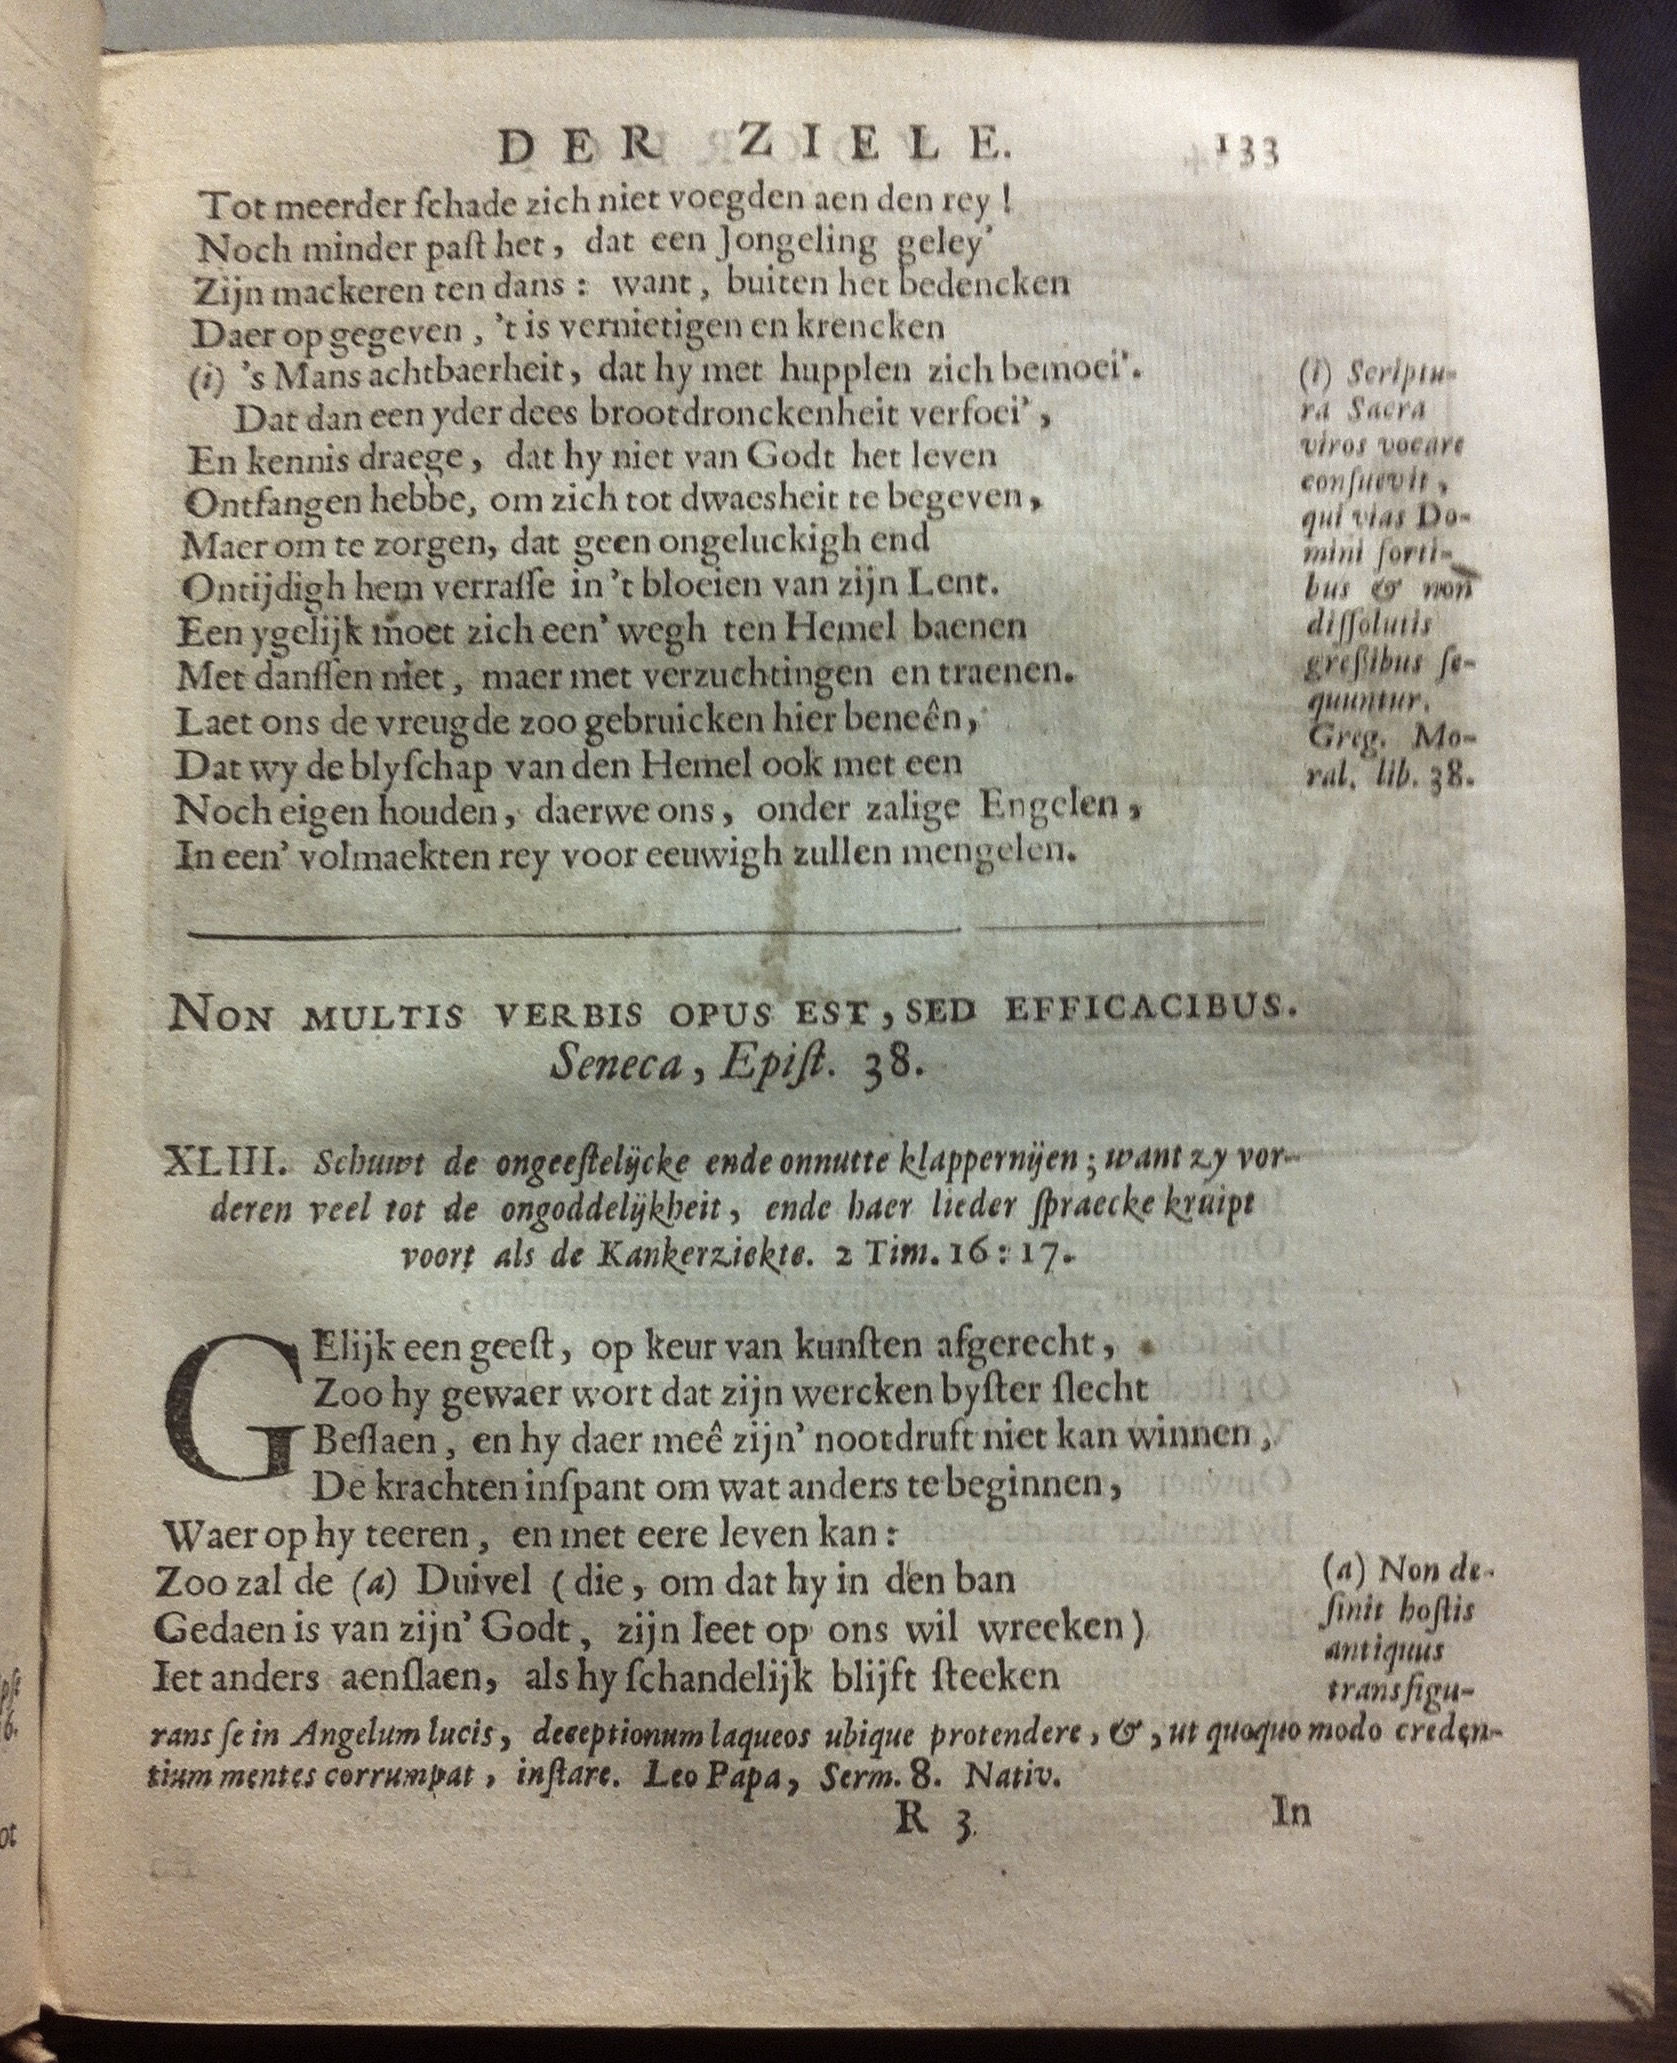 DER ZIELE. 133
Tot meerder ſchade zich niet voegden aen den rey !
Noch minder paſt het, dat een Jongeling geley'
Zijn mackeren ten dans : want, buiten het bedencken
Daer op gegeven, 't is vernietigen en krencken
(i) 's Mans achtbaerheit, dat hy met hupplen zich bemoei'.
Dat dan een yder dees brootdronckenheit verfoei',
En kennis draege, dat hy niet van Godt het leven
Ontfangen hebbe, om zich tot dwaesheit te begeven,
Maer om te zorgen, dat geen ongeluckigh end
Ontijdigh hem verraſſe in 't bloeien van zijn Lent.
Een ygelijk moet zich een' wegh ten Hemel baenen
Met danſſen niet, maer met verzuchtingen en traenen.
Laet ons de vreugde zoo gebruicken hier beneên,
Dat wy de blyſchap van den Hemel ook met een
Noch eigen houden, daer we ons, onder zalige Engelen,
In een' volmaekten rey voor eeuwigh zullen mengelen.
(i) Scriptu-
ra Sacra
viros vocare
conſuevit,
qui vias Do-
mini forti-
bus & non
diſſolutis
greſſibus ſe-
quuntur.
Greg. Mo-
ral. lib. 38.
NON MULTIS VERBIS OPUS EST, SED EFFICACIBUS.
Seneca, Epiſt. 38.
XLIII. Schuwt de ongeeſtelijcke ende onnutte klappernijen; want zy vor-
deren veel tot de ongoddelijkheit, ende haer lieder ſpraecke kruipt
voort als de Kankerziekte. 2 Tim. 16 : 17.
GElijk een geeſt, op keur van kunſten afgerecht,
Zoo hy gewaer wort dat zijn wercken byſter ſlecht
Beſlaen, en hy daer meê zijn' nootdruft niet kan winnen,
De krachten inſpant om wat anders te beginnen,
Waer op hy teeren, en met eere leven kan :
Zoo zal de (a) Duivel ( die, om dat hy in den ban
Gedaen is van zijn' Godt, zijn leet op ons wil wreeken)
Iet anders aenſlaen, als hy ſchandelijk blijft ſteeken
(a) Non de-
ſinit hoſtis
antiquus
transfigu-
rans ſe in Angelum lucis, deceptionum laqueos ubique protendere, &, ut quoquo modo creden-
tium mentes corrumpat, inſtare. Leo Papa, Serm. 8. Nativ.
R 3. In